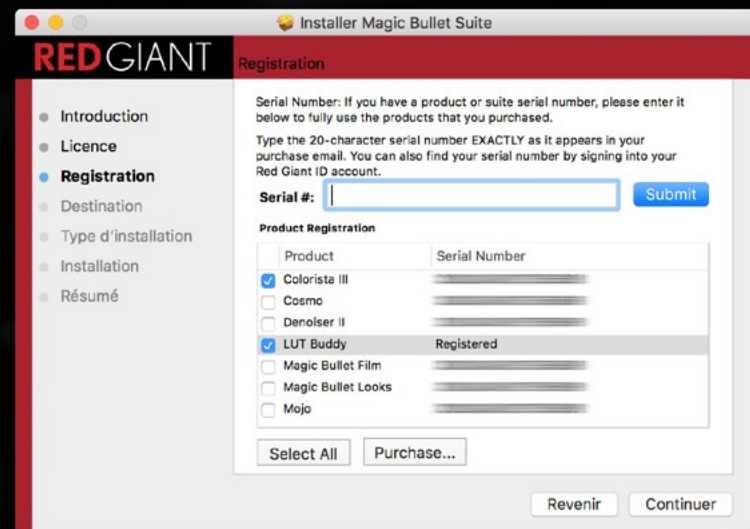 Installer Magic Bullet Suite
REDGIANT
Registration
Introduction
Licence
Registration
Destination
Type d'installation
Installation
Résumé
Serial Number: If you have a product or suite serial number, please enter it
below to fully use the products that you purchased.
Type the 20-character serial number EXACTLY as it appears in your
purchase email. You can also find your serial number by signing into your
Red Giant ID account.
Serial #:
Submit
Product Registration
Product Serial Number
Colorista III
Cosmo
Denoiser II
LUT Buddy Registered
Magic Bullet Film
Magic Bullet Looks
Mojo
Select All Purchase...
Revenir Continuer